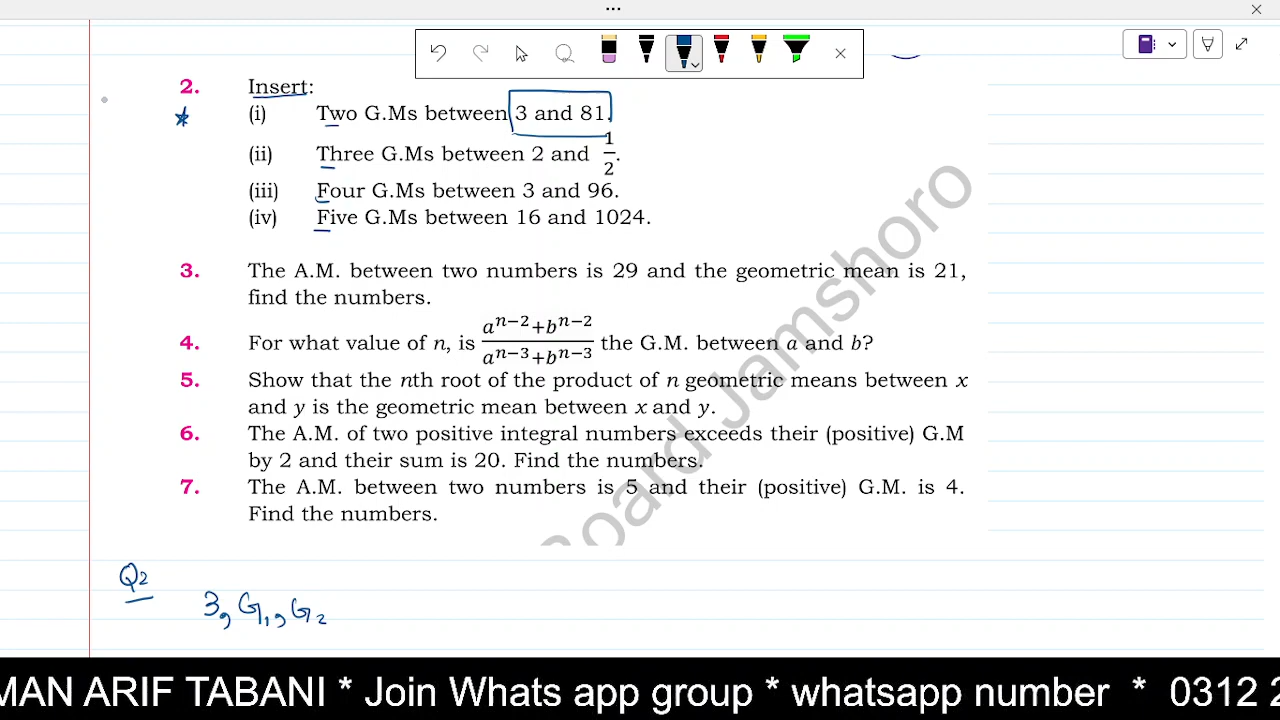 2. Insert:
(i) Two G.Ms between 3 and 81.
(ii) Three G.Ms between 2 and 1/2.
(iii) Four G.Ms between 3 and 96.
(iv) Five G.Ms between 16 and 1024.
3. The A.M. between two numbers is 29 and the geometric mean is 21,
find the numbers.
4. For what value of n, is (aⁿ⁻²+bⁿ⁻²)/(aⁿ⁻³+bⁿ⁻³) the G.M. between a and b?
5. Show that the nth root of the product of n geometric means between x
and y is the geometric mean between x and y.
6. The A.M. of two positive integral numbers exceeds their (positive) G.M
by 2 and their sum is 20. Find the numbers.
7. The A.M. between two numbers is 5 and their (positive) G.M. is 4.
Find the numbers.
Board Jamshoro
Q2
3, G₁, G₂
MAN ARIF TABANI * Join Whats app group * whatsapp number * 0312 2